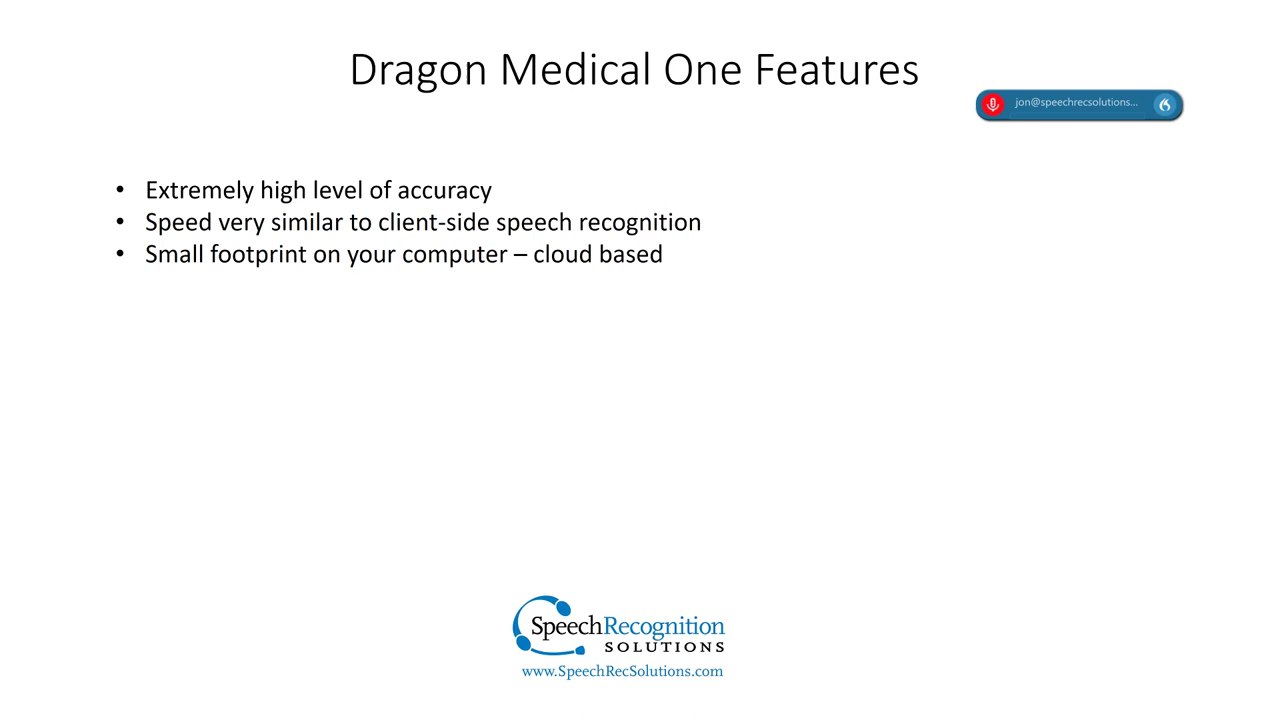 Dragon Medical One Features
jon@speechrecsolutions...
• Extremely high level of accuracy
• Speed very similar to client-side speech recognition
• Small footprint on your computer – cloud based
SpeechRecognition
SOLUTIONS
www.SpeechRecSolutions.com